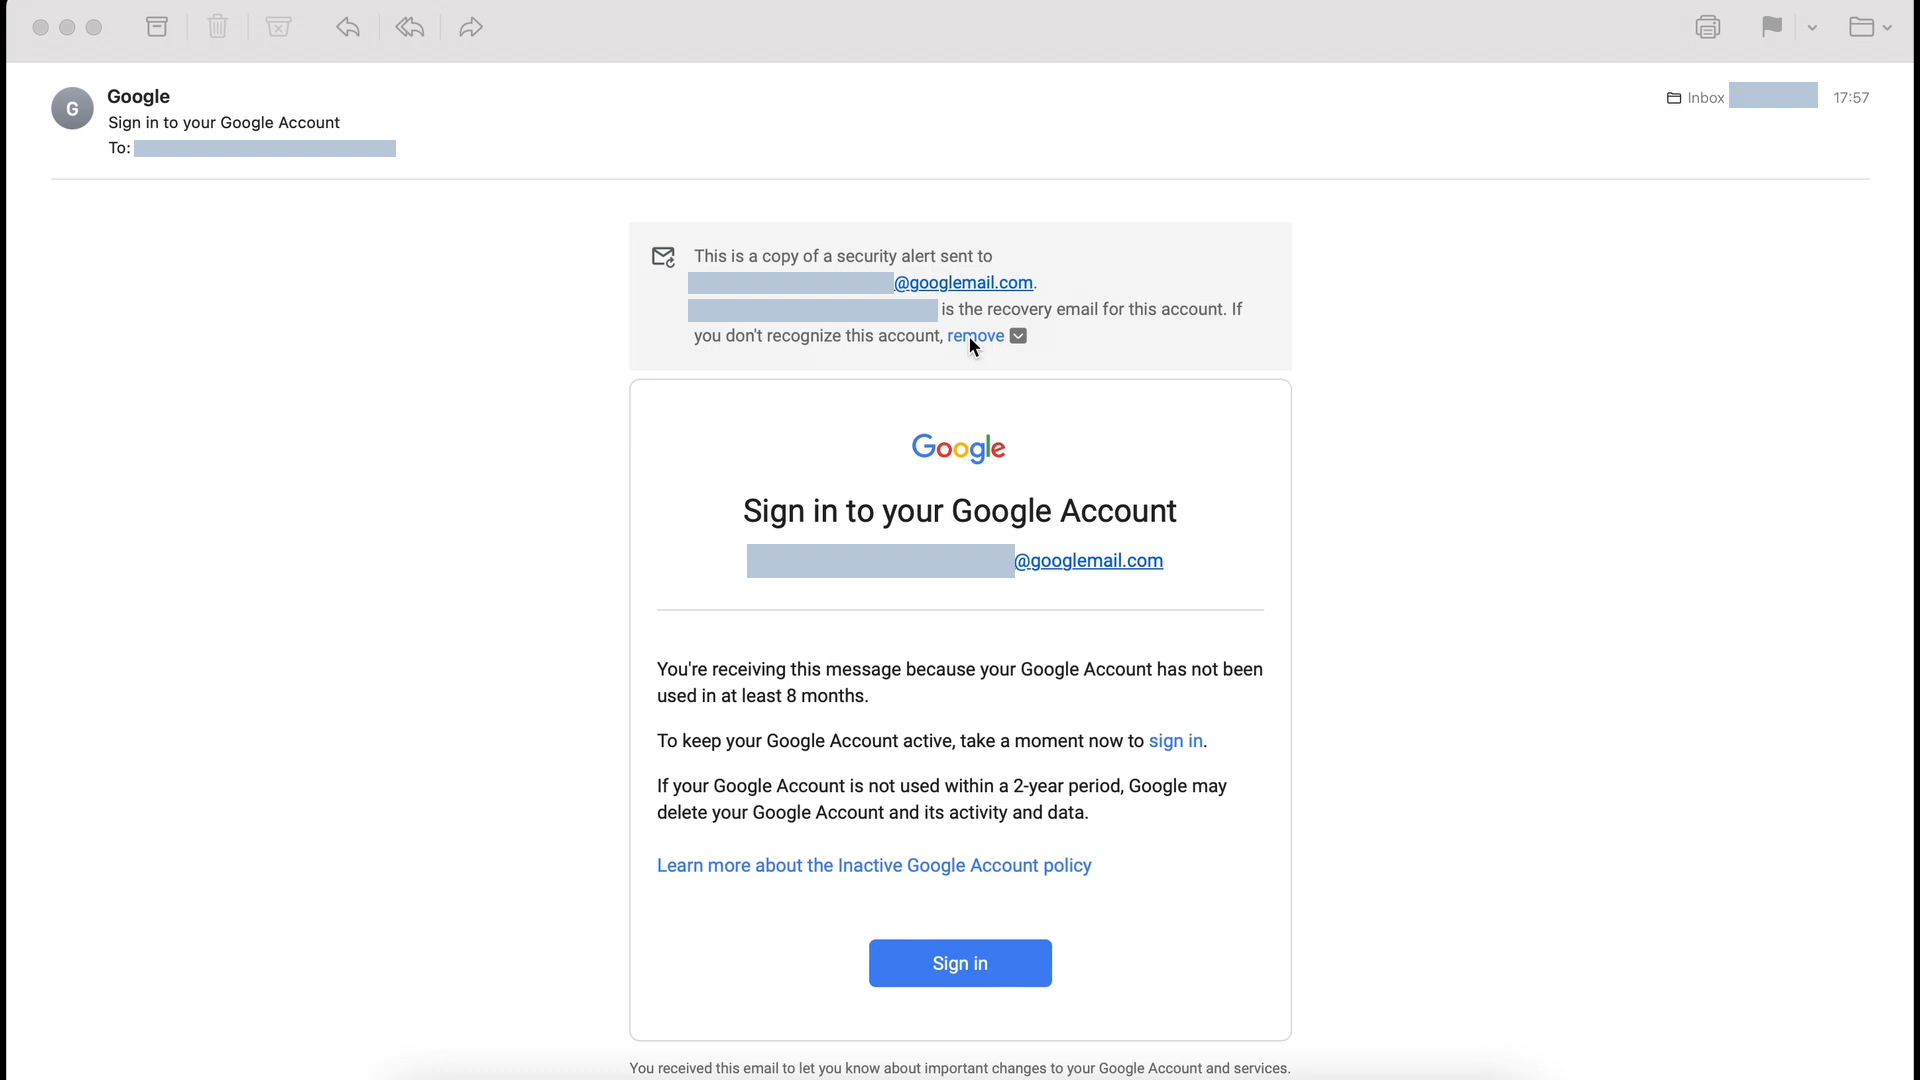 G
Google
Sign in to your Google Account
To:
Inbox 17:57
This is a copy of a security alert sent to
@googlemail.com.
is the recovery email for this account. If
you don't recognize this account, remove
Google
Sign in to your Google Account
@googlemail.com
You're receiving this message because your Google Account has not been
used in at least 8 months.
To keep your Google Account active, take a moment now to sign in.
If your Google Account is not used within a 2-year period, Google may
delete your Google Account and its activity and data.
Learn more about the Inactive Google Account policy
Sign in
You received this email to let you know about important changes to your Google Account and services.